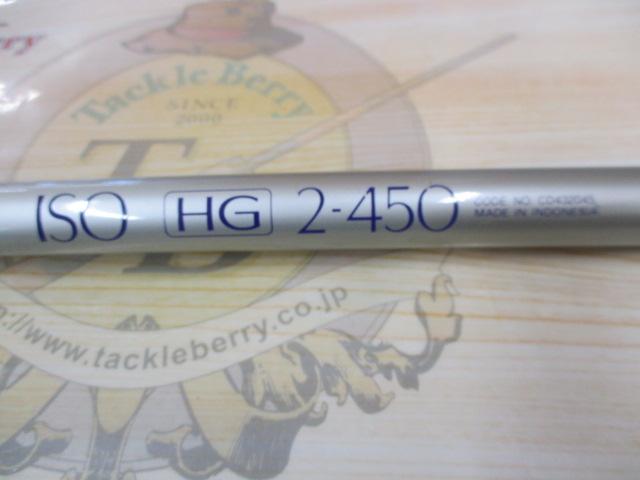 Tackle Berry
SINCE
2000
TB
ISO HG 2-450
CODE NO. CD432045
MADE IN INDONESIA
www.tackleberry.co.jp